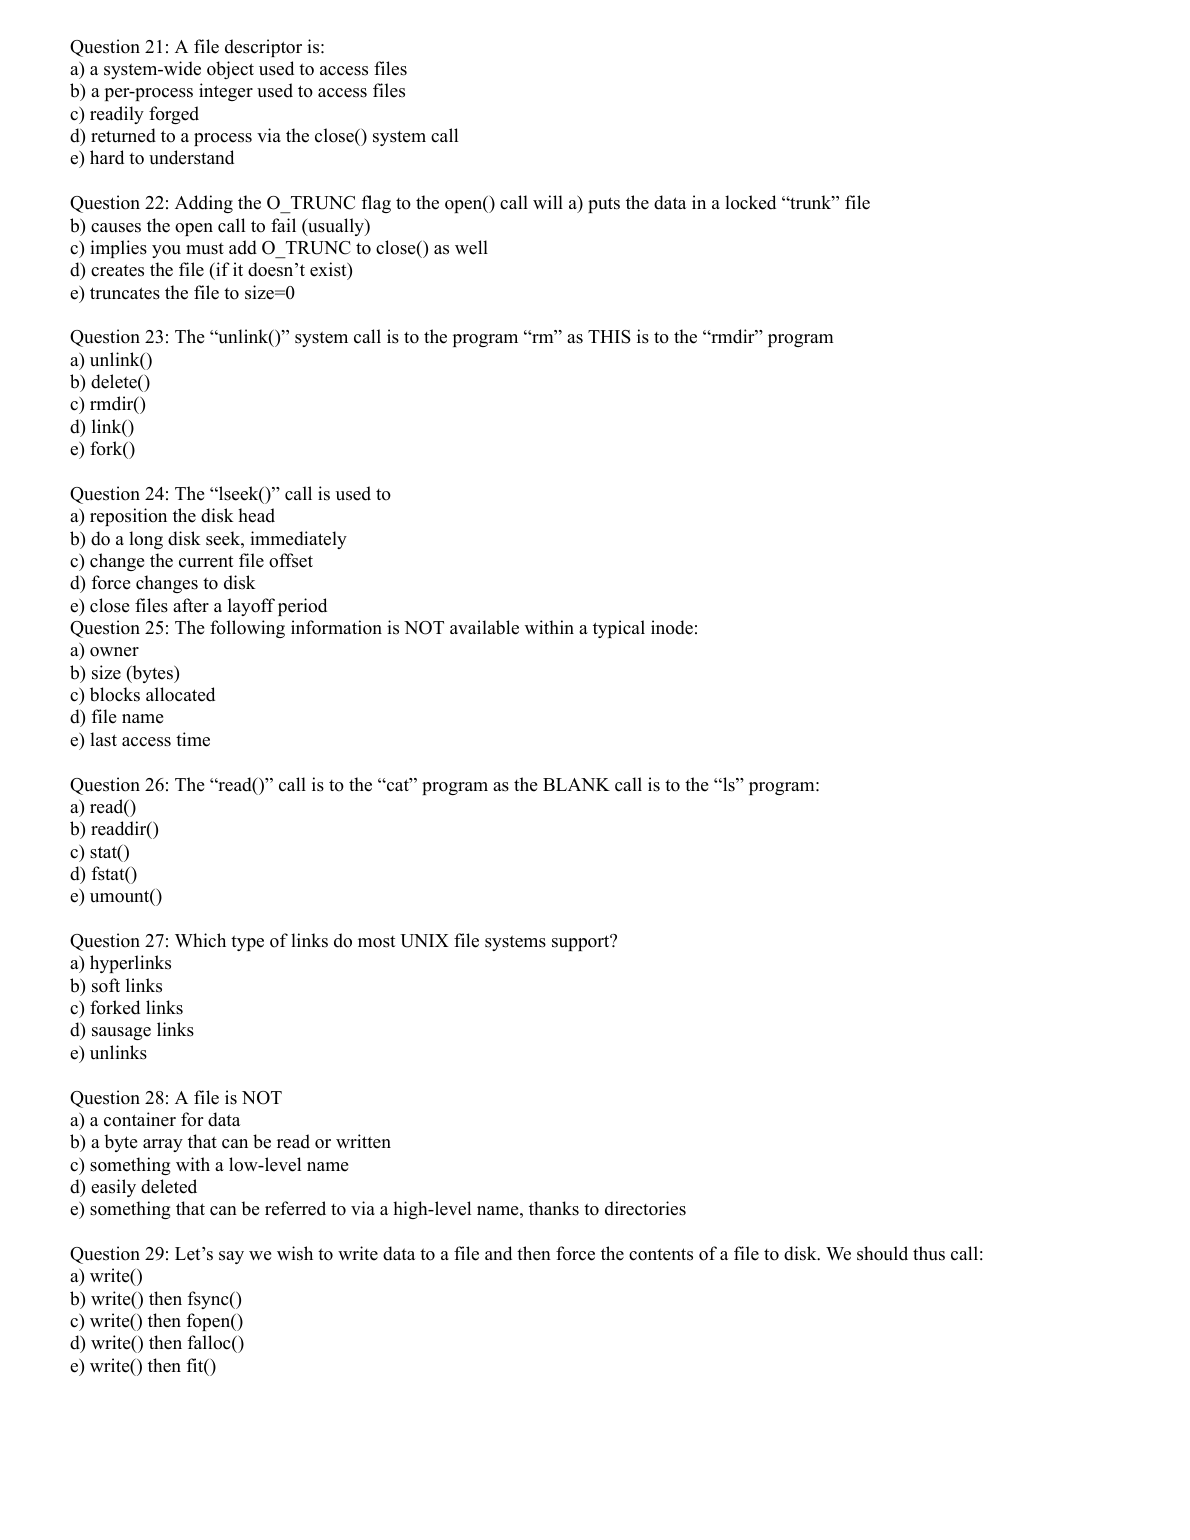 Question 21: A file descriptor is:
a) a system-wide object used to access files
b) a per-process integer used to access files
c) readily forged
d) returned to a process via the close() system call
e) hard to understand
Question 22: Adding the O_TRUNC flag to the open() call will a) puts the data in a locked “trunk” file
b) causes the open call to fail (usually)
c) implies you must add O_TRUNC to close() as well
d) creates the file (if it doesn’t exist)
e) truncates the file to size=0
Question 23: The “unlink()” system call is to the program “rm” as THIS is to the “rmdir” program
a) unlink()
b) delete()
c) rmdir()
d) link()
e) fork()
Question 24: The “lseek()” call is used to
a) reposition the disk head
b) do a long disk seek, immediately
c) change the current file offset
d) force changes to disk
e) close files after a layoff period
Question 25: The following information is NOT available within a typical inode:
a) owner
b) size (bytes)
c) blocks allocated
d) file name
e) last access time
Question 26: The “read()” call is to the “cat” program as the BLANK call is to the “ls” program:
a) read()
b) readdir()
c) stat()
d) fstat()
e) umount()
Question 27: Which type of links do most UNIX file systems support?
a) hyperlinks
b) soft links
c) forked links
d) sausage links
e) unlinks
Question 28: A file is NOT
a) a container for data
b) a byte array that can be read or written
c) something with a low-level name
d) easily deleted
e) something that can be referred to via a high-level name, thanks to directories
Question 29: Let’s say we wish to write data to a file and then force the contents of a file to disk. We should thus call:
a) write()
b) write() then fsync()
c) write() then fopen()
d) write() then falloc()
e) write() then fit()